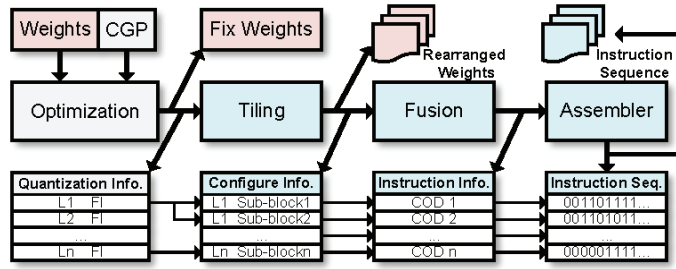 Weights CGP Fix Weights
Rearranged Weights
Instruction Sequence
Optimization Tiling Fusion Assembler
Quantization Info. Configure Info. Instruction Info. Instruction Seq.
L1 FI L1 Sub-block1 COD 1 001101111...
L2 FI L1 Sub-block2 COD 2 001101011...
... ... ... ...
Ln FI Ln Sub-blockn COD n 000001111...